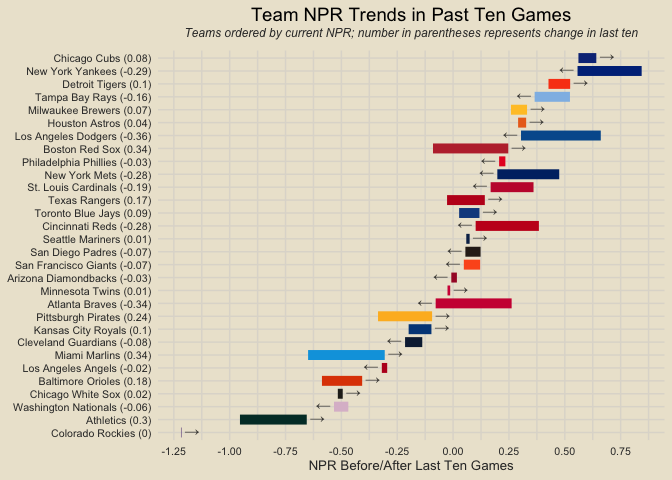 Team NPR Trends in Past Ten Games
Teams ordered by current NPR; number in parentheses represents change in last ten
Chicago Cubs (0.08)
New York Yankees (-0.29)
Detroit Tigers (0.1)
Tampa Bay Rays (-0.16)
Milwaukee Brewers (0.07)
Houston Astros (0.04)
Los Angeles Dodgers (-0.36)
Boston Red Sox (0.34)
Philadelphia Phillies (-0.03)
New York Mets (-0.28)
St. Louis Cardinals (-0.19)
Texas Rangers (0.17)
Toronto Blue Jays (0.09)
Cincinnati Reds (-0.28)
Seattle Mariners (0.01)
San Diego Padres (-0.07)
San Francisco Giants (-0.07)
Arizona Diamondbacks (-0.03)
Minnesota Twins (0.01)
Atlanta Braves (-0.34)
Pittsburgh Pirates (0.24)
Kansas City Royals (0.1)
Cleveland Guardians (-0.08)
Miami Marlins (0.34)
Los Angeles Angels (-0.02)
Baltimore Orioles (0.18)
Chicago White Sox (0.02)
Washington Nationals (-0.06)
Athletics (0.3)
Colorado Rockies (0)
-1.25 -1.00 -0.75 -0.50 -0.25 0.00 0.25 0.50 0.75
NPR Before/After Last Ten Games